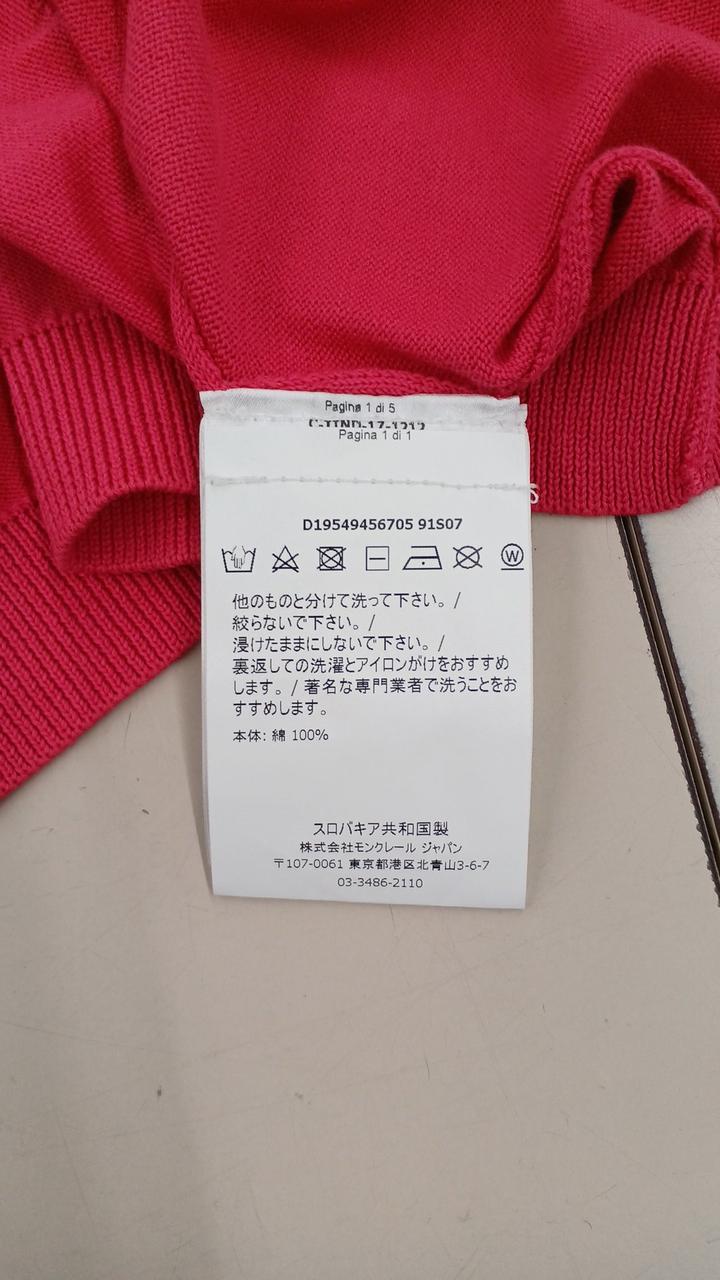 Pagina 1 di 5
Pagina 1 di 1
D19549456705 91S07
W
他のものと分けて洗って下さい。 /
絞らないで下さい。 /
浸けたままにしないで下さい。 /
裏返しての洗濯とアイロンがけをおすすめ
します。 / 著名な専門業者で洗うことをお
すすめします。
本体: 綿 100%
スロバキア共和国製
株式会社モンクレール ジャパン
〒107-0061 東京都港区北青山3-6-7
03-3486-2110